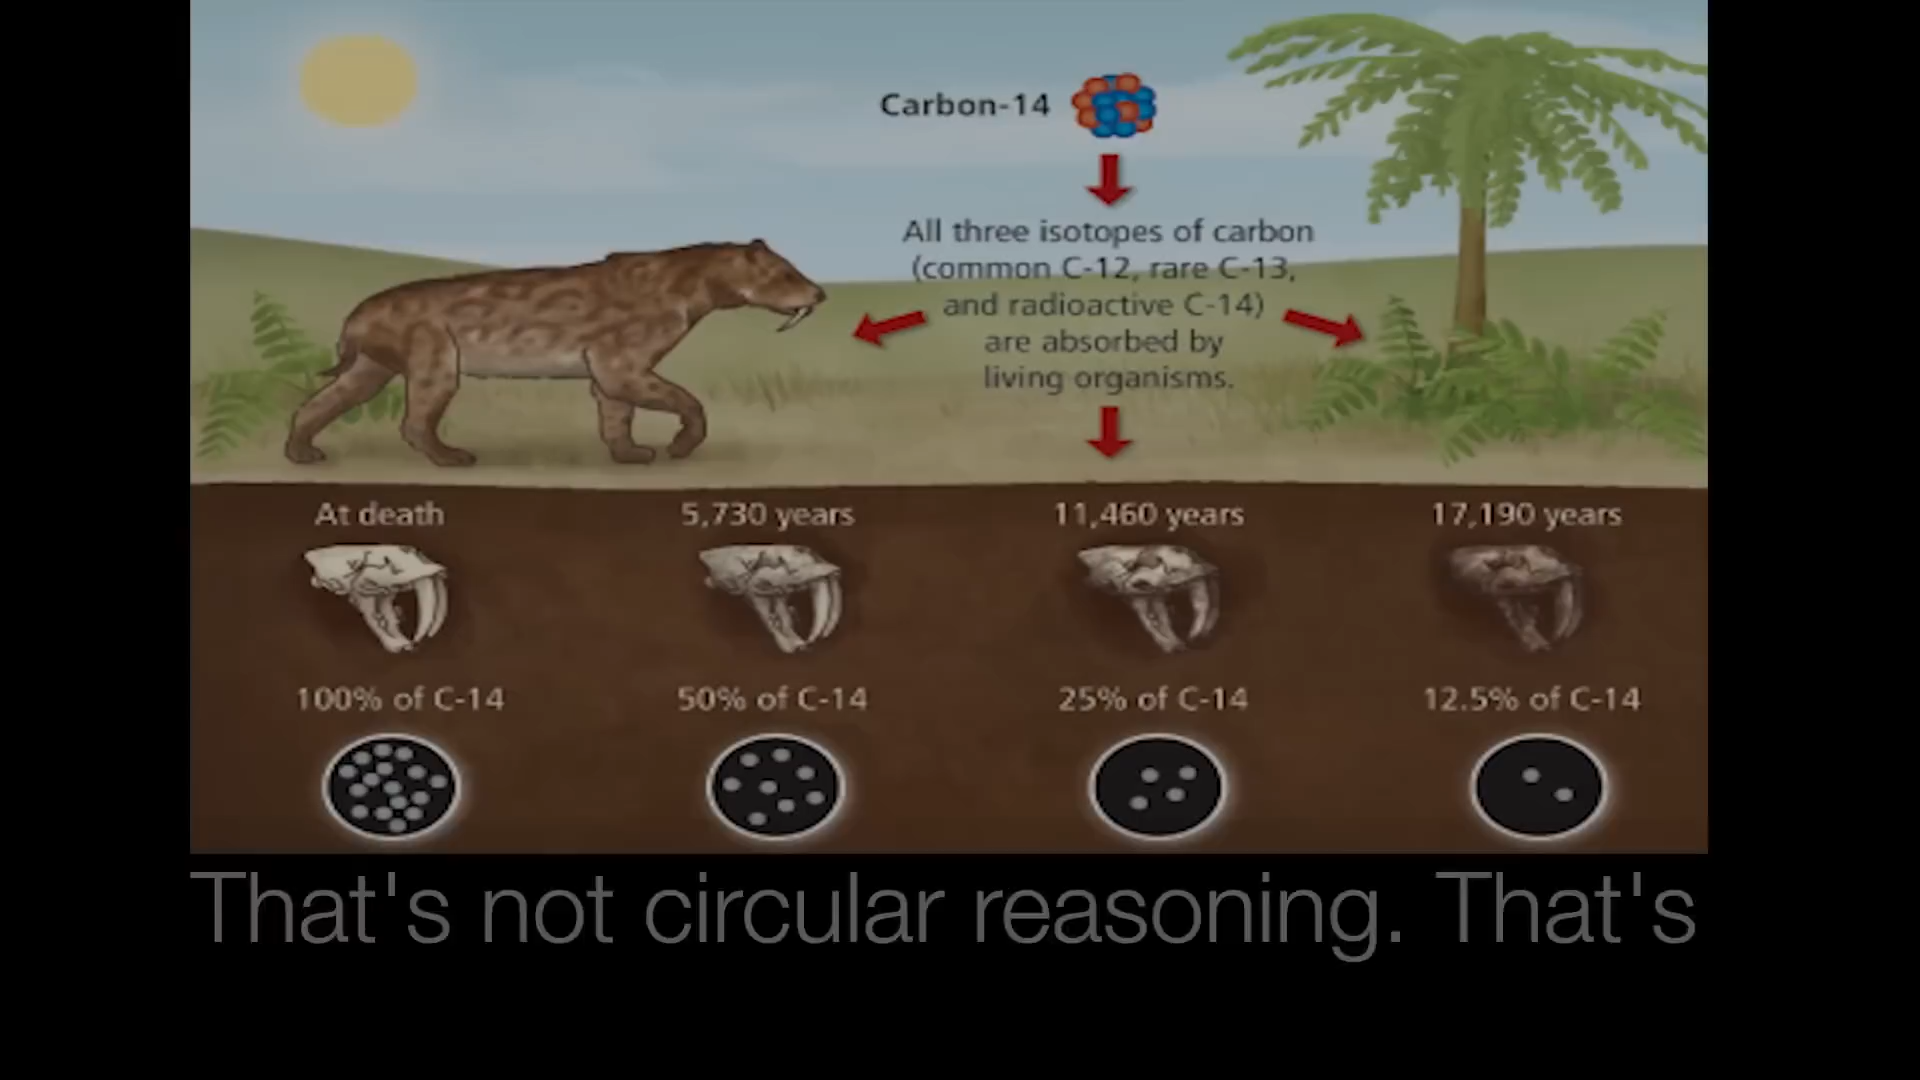 Carbon-14
All three isotopes of carbon
(common C-12, rare C-13,
and radioactive C-14)
are absorbed by
living organisms.
At death
5,730 years
11,460 years
17,190 years
100% of C-14
50% of C-14
25% of C-14
12.5% of C-14
That's not circular reasoning. That's